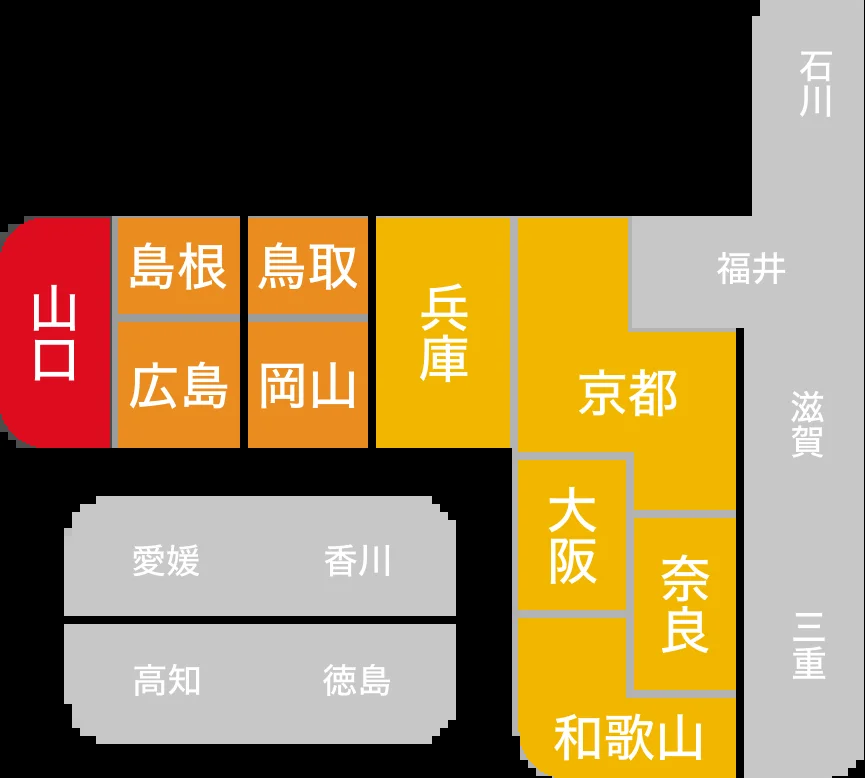 石川
福井
山口
島根
鳥取
兵庫
広島
岡山
京都
滋賀
大阪
奈良
愛媛
香川
三重
高知
徳島
和歌山